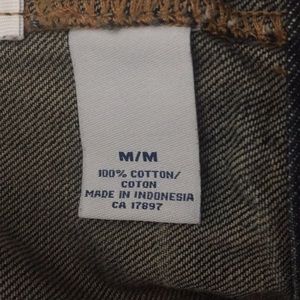 M/M
100% COTTON/
COTON
MADE IN INDONESIA
CA 17897